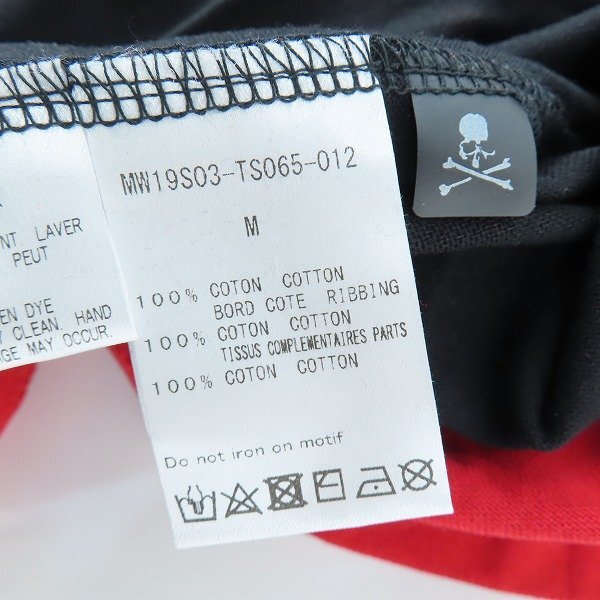 NT. LAVER
PEUT
EN DYE
CLEAN. HAND
GE MAY OCCUR.
MW19S03-TS065-012
M
100% COTON COTTON
BORD COTE RIBBING
100% COTON COTTON
TISSUS COMPLEMENTAIRES PARTS
100% COTON COTTON
Do not iron on motif